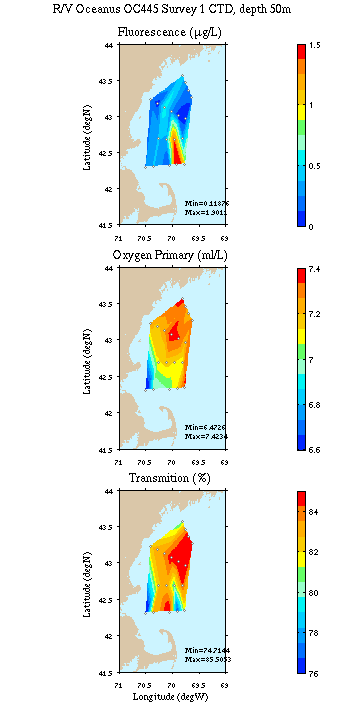 R/V Oceanus OC445 Survey 1 CTD, depth 50m
Fluorescence (μg/L)
44
43.5
43
42.5
42
41.5
Latitude (degN)
71 70.5 70 69.5 69
Min=0.11876
Max=1.9011
1.5
1
0.5
0
Oxygen Primary (ml/L)
44
43.5
43
42.5
42
41.5
Latitude (degN)
71 70.5 70 69.5 69
Min=6.4726
Max=7.4234
7.4
7.2
7
6.8
6.6
Transmition (%)
44
43.5
43
42.5
42
41.5
Latitude (degN)
Min=74.7144
Max=85.5053
71 70.5 70 69.5 69
Longitude (degW)
84
82
80
78
76